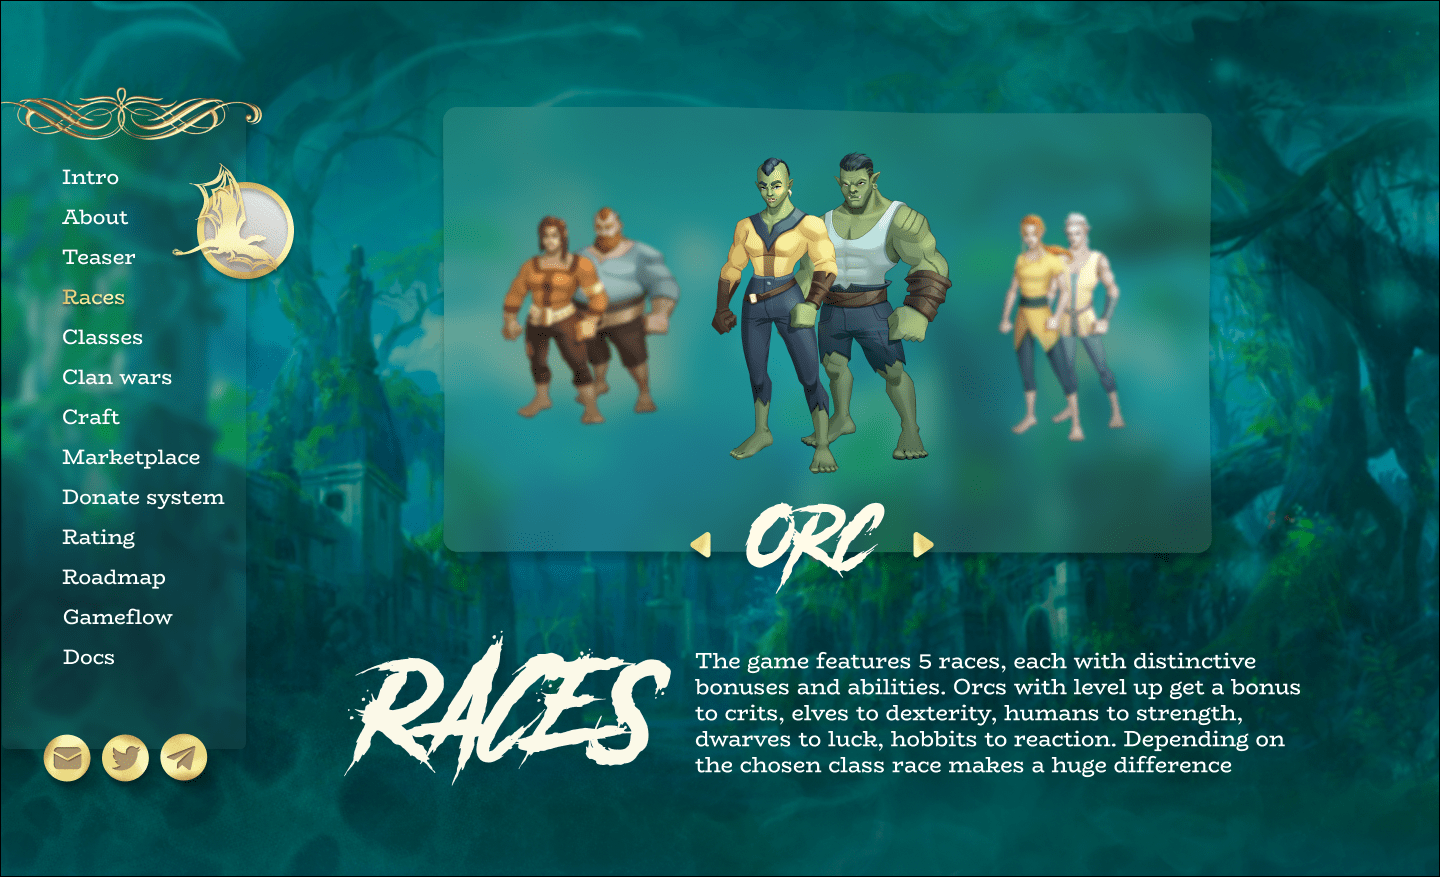 Intro
About
Teaser
Races
Classes
Clan wars
Craft
Marketplace
Donate system
Rating
Roadmap
Gameflow
Docs
ORC
RACES
The game features 5 races, each with distinctive
bonuses and abilities. Orcs with level up get a bonus
to crits, elves to dexterity, humans to strength,
dwarves to luck, hobbits to reaction. Depending on
the chosen class race makes a huge difference